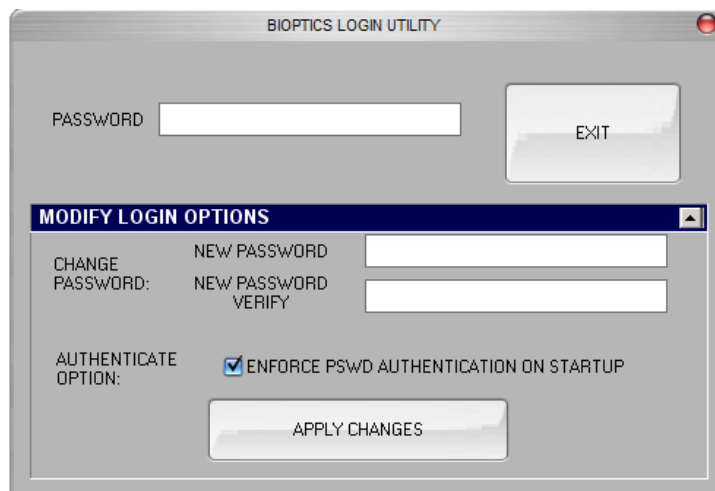 BIOPTICS LOGIN UTILITY
PASSWORD
EXIT
MODIFY LOGIN OPTIONS
CHANGE
PASSWORD:
NEW PASSWORD
NEW PASSWORD
VERIFY
AUTHENTICATE
OPTION:
ENFORCE PSWD AUTHENTICATION ON STARTUP
APPLY CHANGES